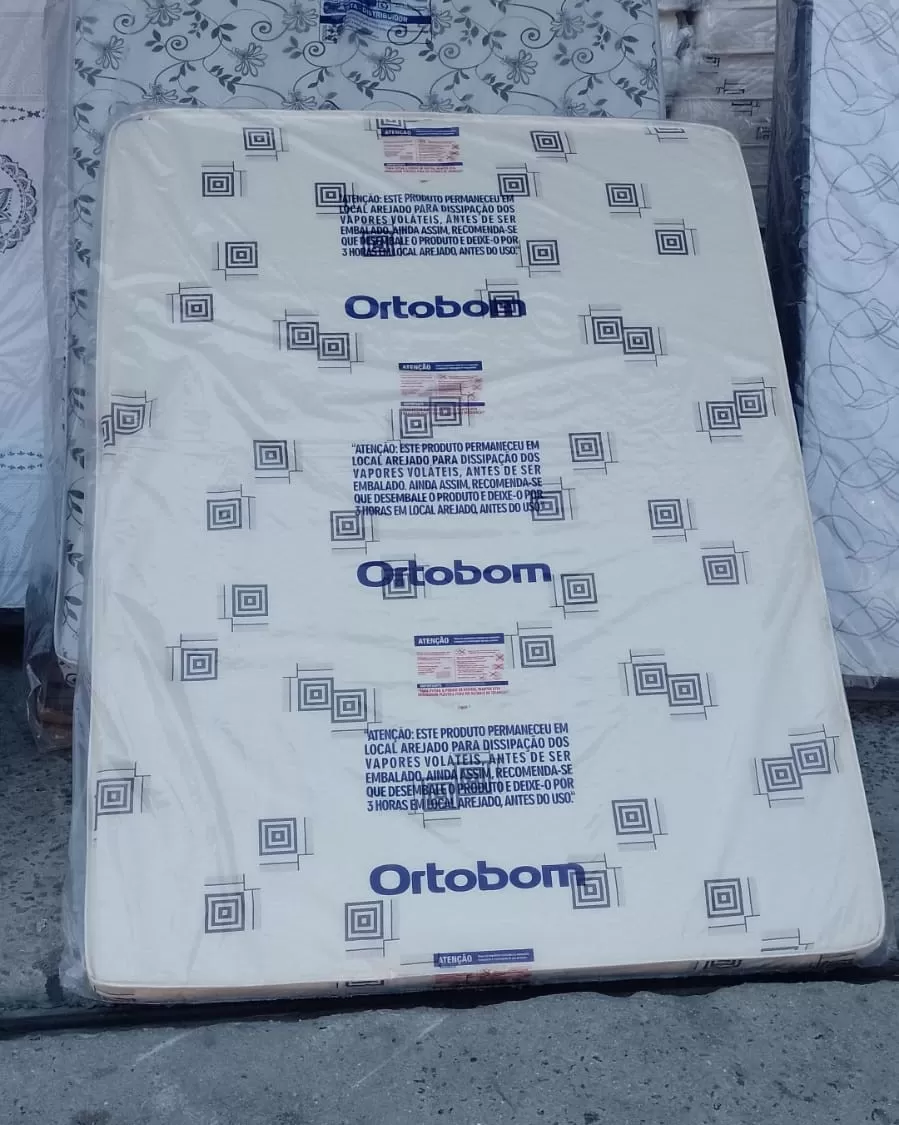 DISTRIBUIDOR
ATENÇÃO
"ATENÇÃO: ESTE PRODUTO PERMANECEU EM
LOCAL AREJADO PARA DISSIPAÇÃO DOS
VAPORES VOLÁTEIS, ANTES DE SER
EMBALADO. AINDA ASSIM, RECOMENDA-SE
QUE DESEMBALE O PRODUTO E DEIXE-O POR
3 HORAS EM LOCAL AREJADO, ANTES DO USO."
Ortobom
ATENÇÃO
"ATENÇÃO: ESTE PRODUTO PERMANECEU EM
LOCAL AREJADO PARA DISSIPAÇÃO DOS
VAPORES VOLÁTEIS, ANTES DE SER
EMBALADO. AINDA ASSIM, RECOMENDA-SE
QUE DESEMBALE O PRODUTO E DEIXE-O POR
3 HORAS EM LOCAL AREJADO, ANTES DO USO."
Ortobom
ATENÇÃO
"ATENÇÃO: ESTE PRODUTO PERMANECEU EM
LOCAL AREJADO PARA DISSIPAÇÃO DOS
VAPORES VOLÁTEIS, ANTES DE SER
EMBALADO. AINDA ASSIM, RECOMENDA-SE
QUE DESEMBALE O PRODUTO E DEIXE-O POR
3 HORAS EM LOCAL AREJADO, ANTES DO USO."
Ortobom
ATENÇÃO